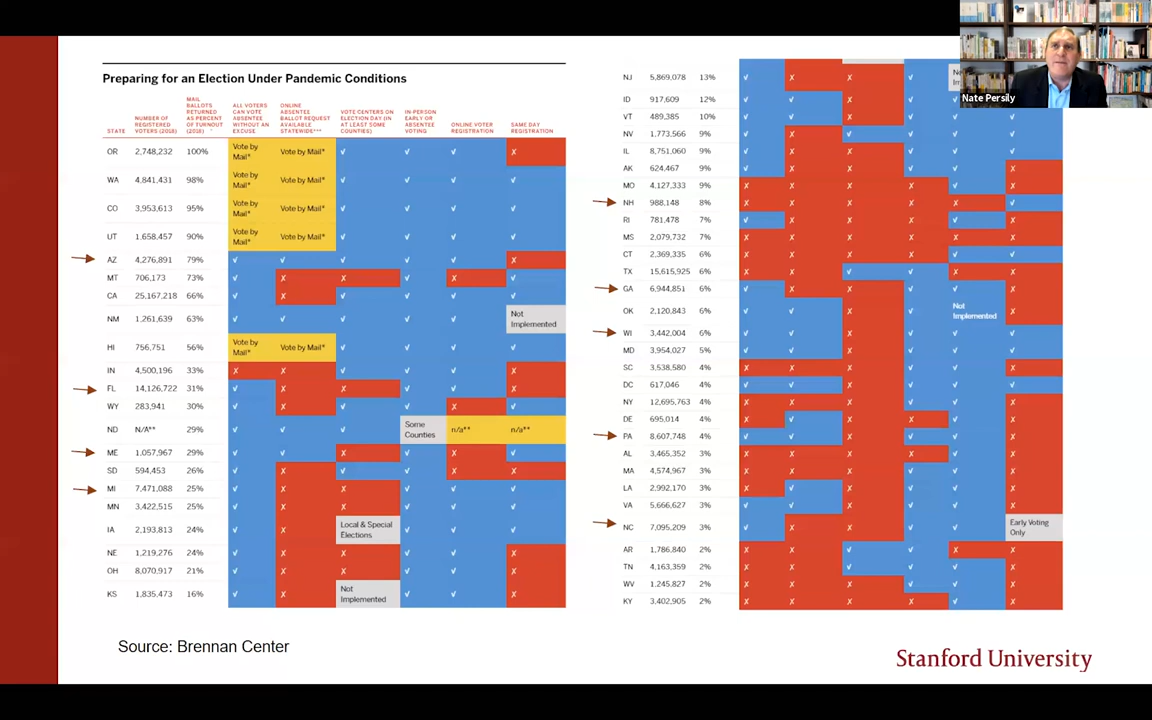 Preparing for an Election Under Pandemic Conditions
STATE
NUMBER OF REGISTERED VOTERS (2018)
MAIL BALLOTS RETURNED AS PERCENT OF TURNOUT (2018)
ALL VOTERS CAN VOTE ABSENTEE WITHOUT AN EXCUSE
ONLINE ABSENTEE BALLOT REQUEST AVAILABLE STATEWIDE***
VOTE CENTERS ON ELECTION DAY (IN AT LEAST SOME COUNTIES)
IN-PERSON EARLY OR ABSENTEE VOTING
ONLINE VOTER REGISTRATION
SAME DAY REGISTRATION
OR 2,748,232 100% Vote by Mail* Vote by Mail* √ √ √ X
WA 4,841,431 98% Vote by Mail* Vote by Mail* √ √ √ √
CO 3,953,613 95% Vote by Mail* Vote by Mail* √ √ √ √
UT 1,658,457 90% Vote by Mail* Vote by Mail* √ √ √ √
AZ 4,276,891 79% √ √ √ √ √ X
MT 706,173 73% √ X X √ X √
CA 25,167,218 66% √ X √ √ √ √
NM 1,261,639 63% √ √ √ √ √ Not Implemented
HI 756,751 56% Vote by Mail* Vote by Mail* √ √ √ √
IN 4,500,196 33% X X √ √ √ X
FL 14,126,722 31% √ X X √ √ X
WY 283,941 30% √ X √ √ X √
ND N/A** 29% √ √ √ Some Counties n/a** n/a**
ME 1,057,967 29% √ √ X √ X √
SD 594,453 26% √ X √ √ X X
MI 7,471,088 25% √ X X √ √ √
MN 3,422,515 25% √ X X √ √ √
IA 2,193,813 24% √ X Local & Special Elections √ √ √
NE 1,219,276 24% √ X X √ √ X
OH 8,070,917 21% √ X X √ √ X
KS 1,835,473 16% √ X Not Implemented √ √ X
NJ 5,869,078 13% √ X X √
ID 917,609 12% √ √ X √ √ √
VT 489,385 10% √ √ X √ √ √
NV 1,773,566 9% √ X √ √ √ √
IL 8,751,060 9% √ X X √ √ √
AK 624,467 9% √ X X √ √ X
MO 4,127,333 9% X X X X √ X
NH 988,148 8% X X X X X √
RI 781,478 7% √ X X X √ X
MS 2,079,732 7% X X X X X X
CT 2,369,335 6% X X X X √ √
TX 15,615,925 6% X X √ √ X X
GA 6,944,851 6% √ X X √ √ X
OK 2,120,843 6% √ √ X √ Not Implemented X
WI 3,442,004 6% √ √ X √ √ √
MD 3,954,027 5% √ √ X √ √ √
SC 3,538,580 4% X X X √ √ X
DC 617,046 4% √ √ X √ √ √
NY 12,695,763 4% X X X √ √ X
DE 695,014 4% X √ X X √ X
PA 8,607,748 4% √ √ X √ √ X
AL 3,465,352 3% X X X X √ X
MA 4,574,967 3% X X X √ √ X
LA 2,992,170 3% X √ X √ √ X
VA 5,666,627 3% √ √ X √ √ X
NC 7,095,209 3% √ X X √ √ Early Voting Only
AR 1,786,840 2% X X √ √ X X
TN 4,163,359 2% X X √ √ √ X
WV 1,245,827 2% X X X √ √ X
KY 3,402,905 2% X X X X √ X
Source: Brennan Center
Stanford University
Nate Persily